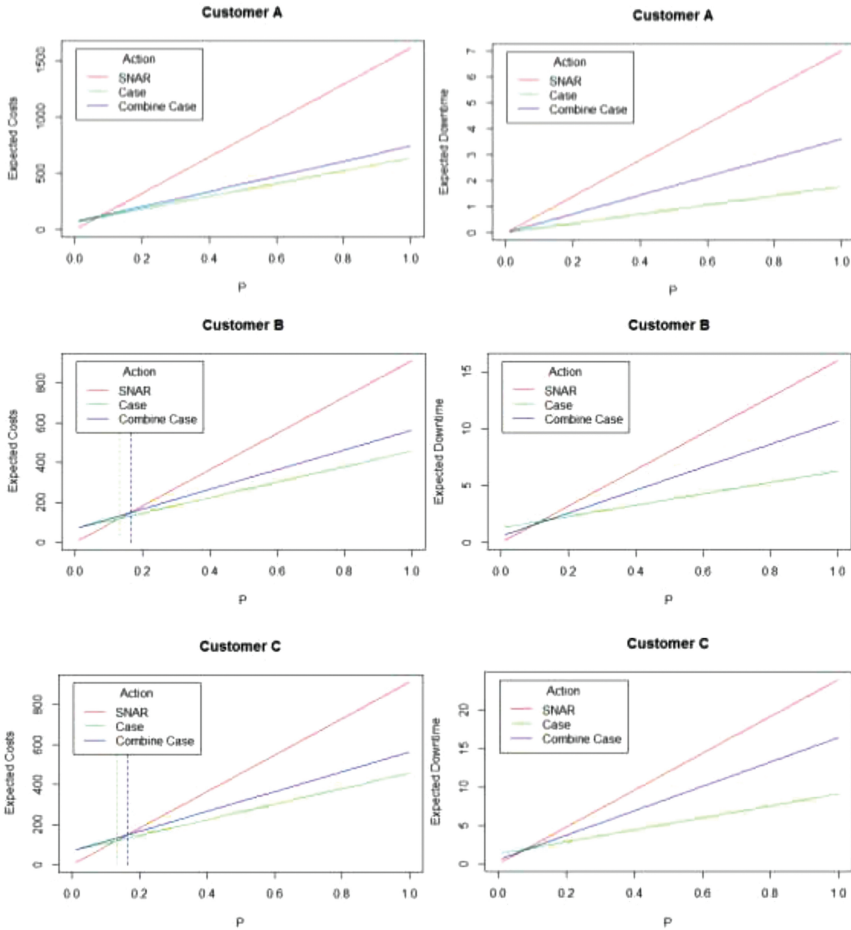 Customer A
Expected Costs
1500
1000
500
0
Action
SNAR
Case
Combine Case
0.0 0.2 0.4 0.6 0.8 1.0
P
Customer A
Expected Downtime
7
6
5
4
3
2
1
0
Action
SNAR
Case
Combine Case
0.0 0.2 0.4 0.6 0.8 1.0
P
Customer B
Expected Costs
800
600
400
200
0
Action
SNAR
Case
Combine Case
0.0 0.2 0.4 0.6 0.8 1.0
P
Customer B
Expected Downtime
15
10
5
0
Action
SNAR
Case
Combine Case
0.0 0.2 0.4 0.6 0.8 1.0
P
Customer C
Expected Costs
800
600
400
200
0
Action
SNAR
Case
Combine Case
0.0 0.2 0.4 0.6 0.8 1.0
P
Customer C
Expected Downtime
20
15
10
5
0
Action
SNAR
Case
Combine Case
0.0 0.2 0.4 0.6 0.8 1.0
P